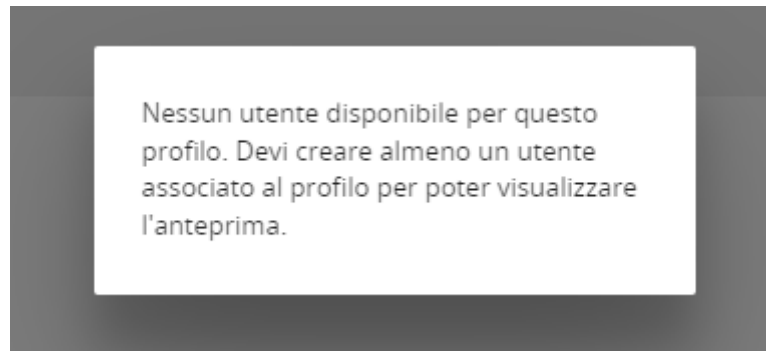 Nessun utente disponibile per questo
profilo. Devi creare almeno un utente
associato al profilo per poter visualizzare
l'anteprima.